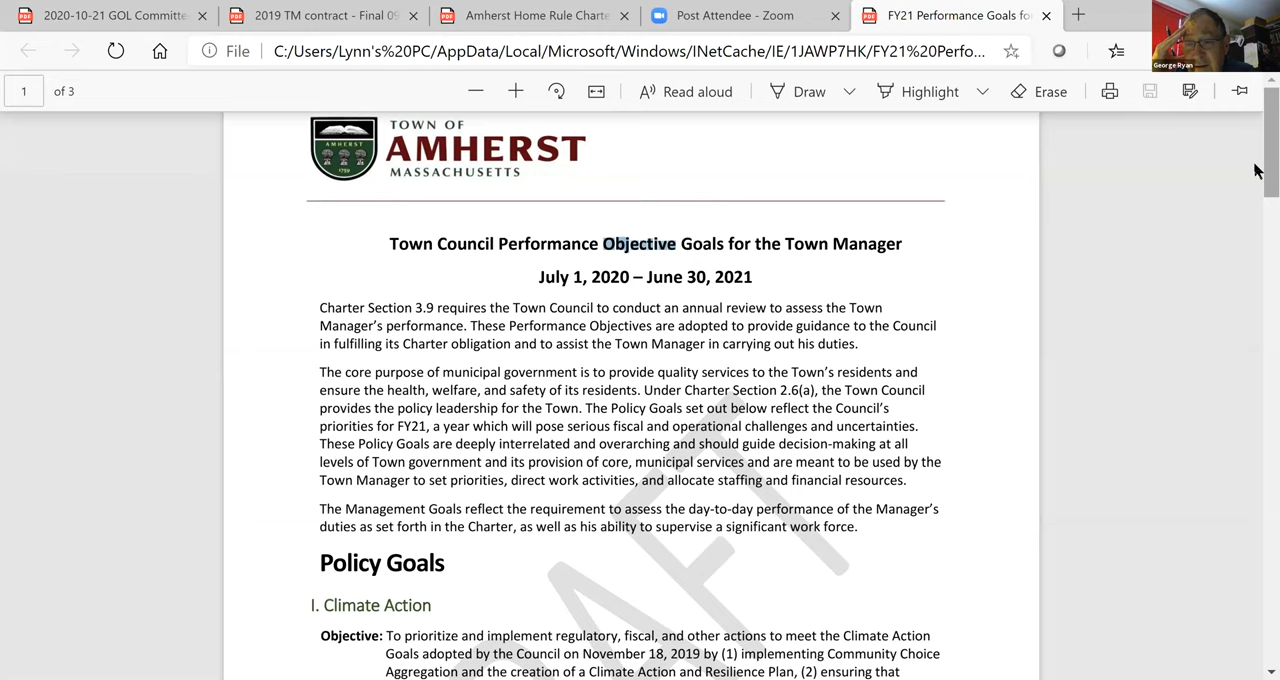 2020-10-21 GOL Committe
2019 TM contract - Final 09
Amherst Home Rule Charte
Post Attendee - Zoom
FY21 Performance Goals fo
File
C:/Users/Lynn's%20PC/AppData/Local/Microsoft/Windows/INetCache/IE/1JAWP7HK/FY21%20Perfo...
George Ryan
1 of 3
Read aloud
Draw
Highlight
Erase
TOWN OF
AMHERST
MASSACHUSETTS
AMHERST
1759
Town Council Performance Objective Goals for the Town Manager
July 1, 2020 – June 30, 2021
Charter Section 3.9 requires the Town Council to conduct an annual review to assess the Town
Manager's performance. These Performance Objectives are adopted to provide guidance to the Council
in fulfilling its Charter obligation and to assist the Town Manager in carrying out his duties.
The core purpose of municipal government is to provide quality services to the Town's residents and
ensure the health, welfare, and safety of its residents. Under Charter Section 2.6(a), the Town Council
provides the policy leadership for the Town. The Policy Goals set out below reflect the Council's
priorities for FY21, a year which will pose serious fiscal and operational challenges and uncertainties.
These Policy Goals are deeply interrelated and overarching and should guide decision-making at all
levels of Town government and its provision of core, municipal services and are meant to be used by the
Town Manager to set priorities, direct work activities, and allocate staffing and financial resources.
The Management Goals reflect the requirement to assess the day-to-day performance of the Manager's
duties as set forth in the Charter, as well as his ability to supervise a significant work force.
Policy Goals
I. Climate Action
Objective: To prioritize and implement regulatory, fiscal, and other actions to meet the Climate Action
Goals adopted by the Council on November 18, 2019 by (1) implementing Community Choice
Aggregation and the creation of a Climate Action and Resilience Plan, (2) ensuring that